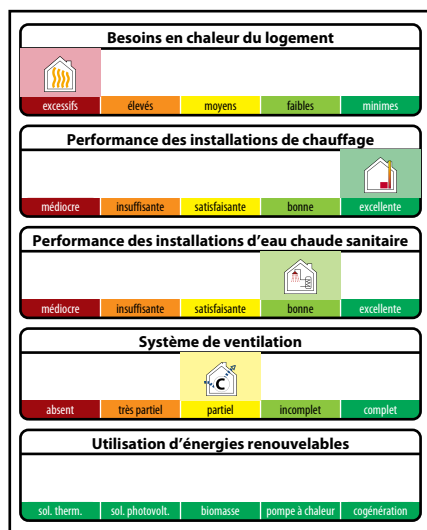 Besoins en chaleur du logement
excessifs élevés moyens faibles minimes
Performance des installations de chauffage
médiocre insuffisante satisfaisante bonne excellente
Performance des installations d'eau chaude sanitaire
médiocre insuffisante satisfaisante bonne excellente
Système de ventilation
C
absent très partiel partiel incomplet complet
Utilisation d'énergies renouvelables
sol. therm. sol. photovolt. biomasse pompe à chaleur cogénération